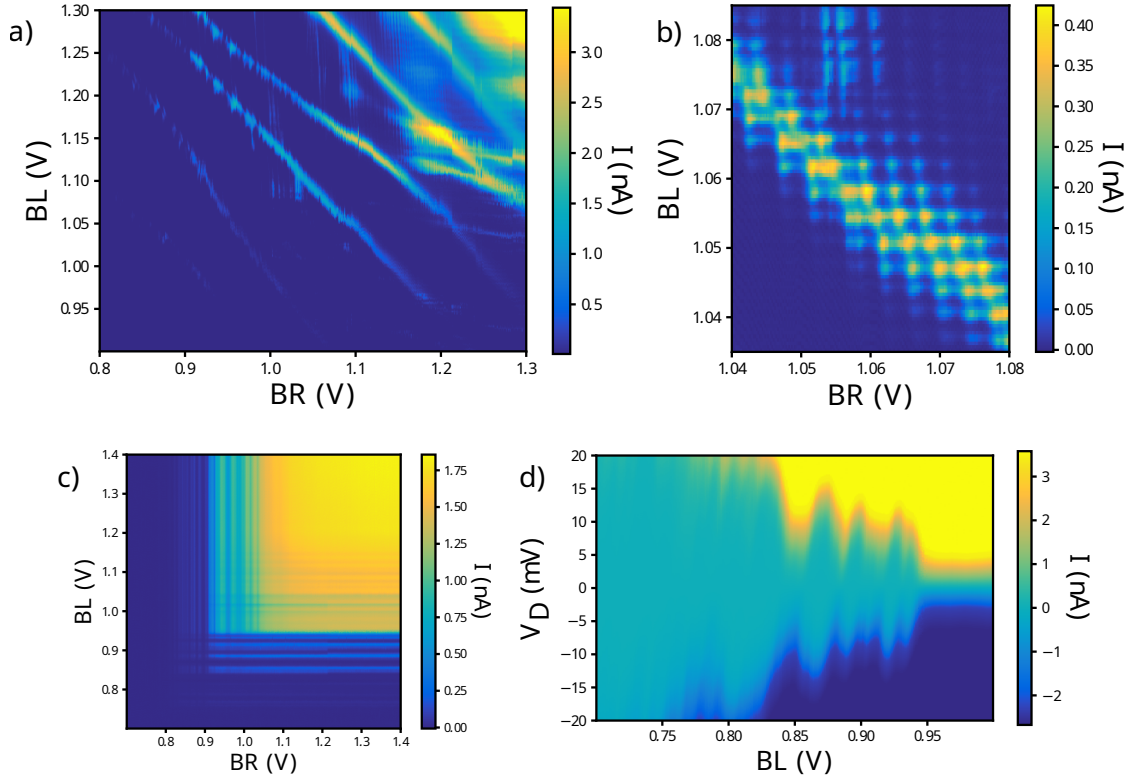 a)
1.30
1.25
1.20
1.15
1.10
1.05
1.00
0.95
BL (V)
0.8 0.9 1.0 1.1 1.2 1.3
BR (V)
3.0
2.5
2.0
1.5
1.0
0.5
I (nA)
b)
1.08
1.07
1.06
1.05
1.04
BL (V)
1.04 1.05 1.06 1.07 1.08
BR (V)
0.40
0.35
0.30
0.25
0.20
0.15
0.10
0.05
0.00
I (nA)
c)
1.4
1.3
1.2
1.1
1.0
0.9
0.8
BL (V)
0.8 0.9 1.0 1.1 1.2 1.3 1.4
BR (V)
1.75
1.50
1.25
1.00
0.75
0.50
0.25
0.00
I (nA)
d)
20
15
10
5
0
−5
−10
−15
−20
VD (mV)
0.75 0.80 0.85 0.90 0.95
BL (V)
3
2
1
0
−1
−2
I (nA)